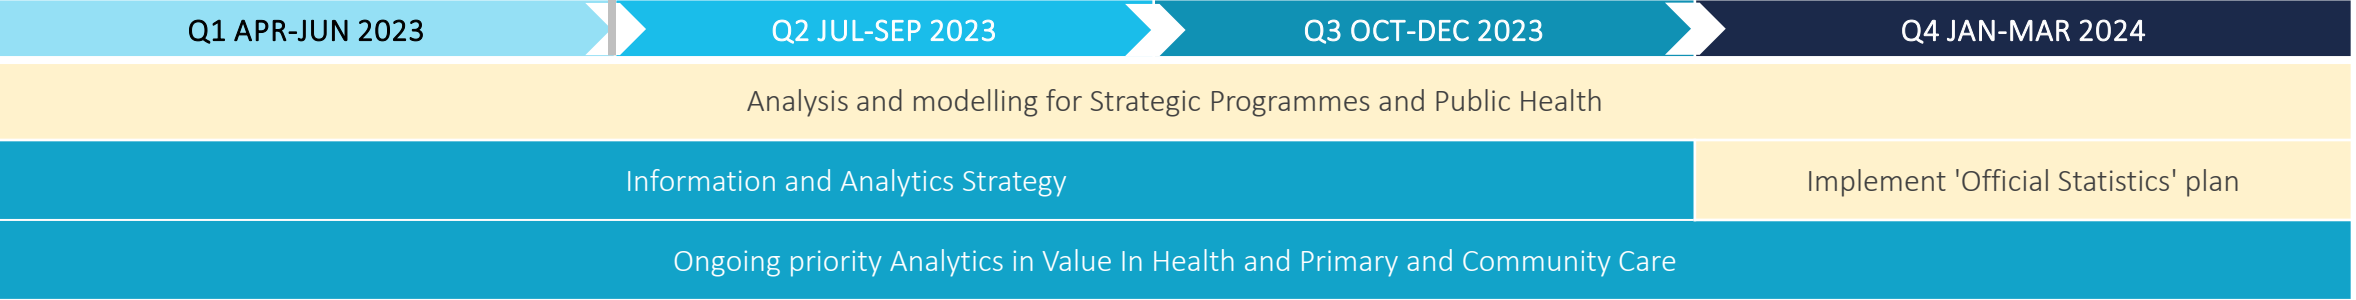 Q1 APR-JUN 2023
Q2 JUL-SEP 2023
Q3 OCT-DEC 2023
Q4 JAN-MAR 2024
Analysis and modelling for Strategic Programmes and Public Health
Information and Analytics Strategy
Implement 'Official Statistics' plan
Ongoing priority Analytics in Value In Health and Primary and Community Care